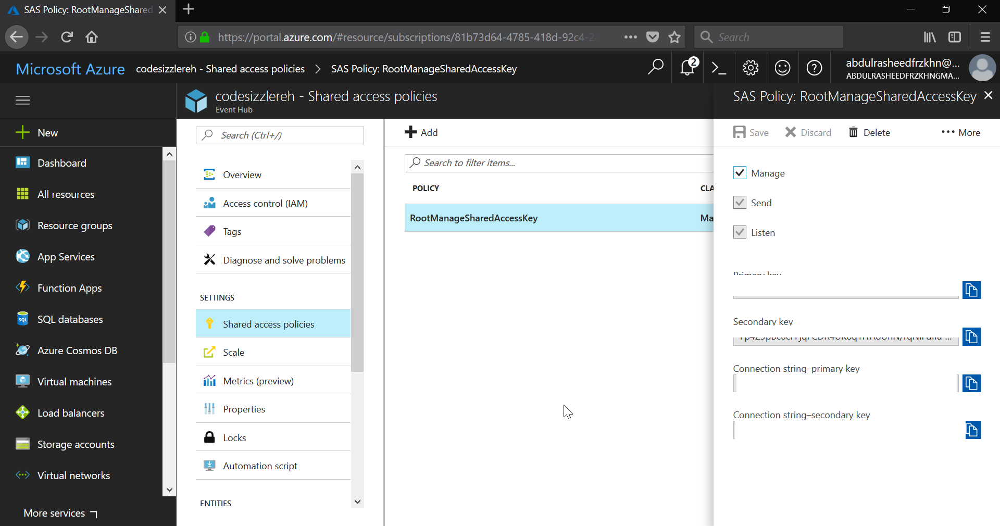 SAS Policy: RootManageShared
https://portal.azure.com/#resource/subscriptions/81b73d64-4785-418d-92c4-2
Search
Microsoft Azure
codesizzlereh - Shared access policies > SAS Policy: RootManageSharedAccessKey
2
abdulrasheedfrzkhn@...
ABDULRASHEEDFRZKHNGMA...
codesizzlereh - Shared access policies
Event Hub
SAS Policy: RootManageSharedAccessKey
New
Dashboard
All resources
Resource groups
App Services
Function Apps
SQL databases
Azure Cosmos DB
Virtual machines
Load balancers
Storage accounts
Virtual networks
More services
Search (Ctrl+/)
Overview
Access control (IAM)
Tags
Diagnose and solve problems
SETTINGS
Shared access policies
Scale
Metrics (preview)
Properties
Locks
Automation script
ENTITIES
Add
Search to filter items...
POLICY CLA
RootManageSharedAccessKey Ma
Save Discard Delete ... More
Manage
Send
Listen
Primary key
Secondary key
Connection string–primary key
Connection string–secondary key